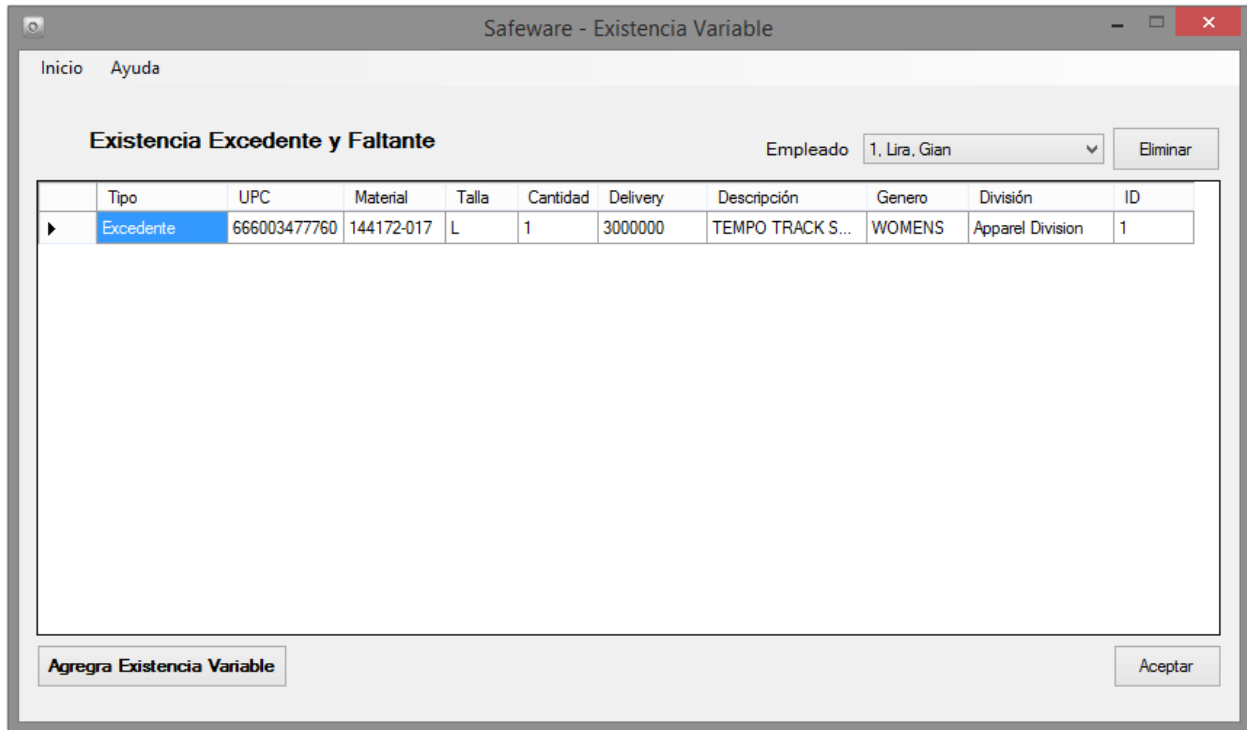 Safeware - Existencia Variable
Inicio Ayuda
Existencia Excedente y Faltante
Empleado 1, Lira, Gian Eliminar
Tipo UPC Material Talla Cantidad Delivery Descripción Genero División ID
Excedente 666003477760 144172-017 L 1 3000000 TEMPO TRACK S... WOMENS Apparel Division 1
Agregra Existencia Variable Aceptar